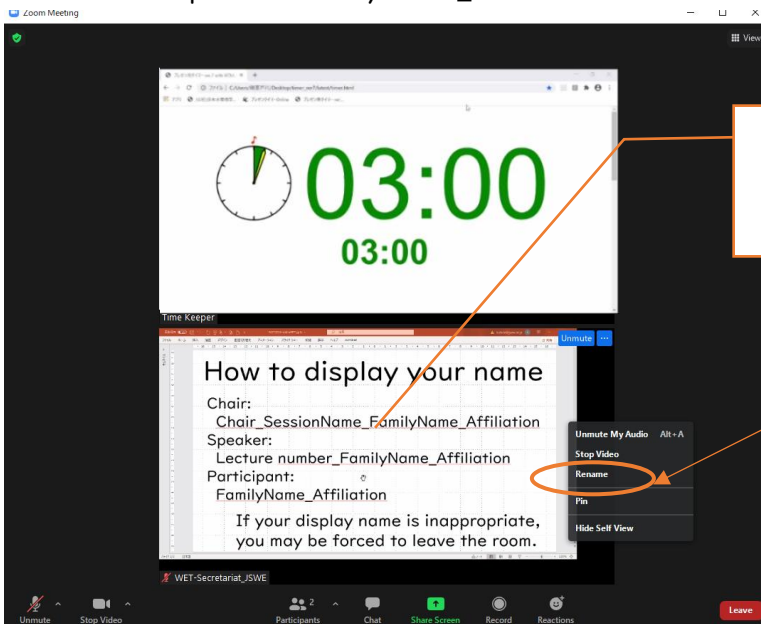 Zoom Meeting
View
03:00
03:00
Time Keeper
Unmute
How to display your name
Chair:
Chair_SessionName_FamilyName_Affiliation
Speaker:
Lecture number_FamilyName_Affiliation
Participant:
FamilyName_Affiliation
If your display name is inappropriate,
you may be forced to leave the room.
Unmute My Audio Alt+A
Stop Video
Rename
Pin
Hide Self View
WET-Secretariat_JSWE
Unmute
Stop Video
2
Participants
Chat
Share Screen
Record
Reactions
Leave